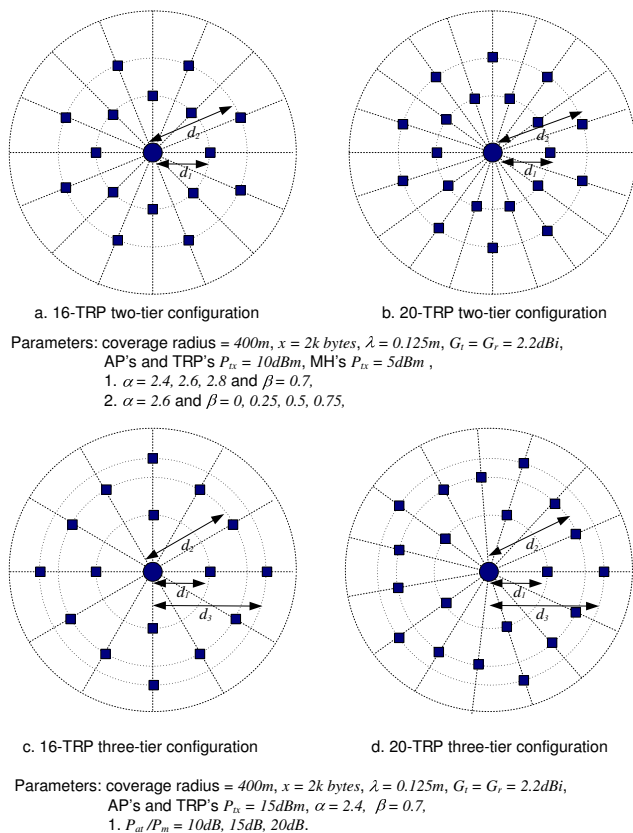 d₂
d₁
d₂
d₁
a. 16-TRP two-tier configuration
b. 20-TRP two-tier configuration
Parameters: coverage radius = 400m, x = 2k bytes, λ = 0.125m, Gₜ = Gᵣ = 2.2dBi,
AP's and TRP's Pₜₓ = 10dBm, MH's Pₜₓ = 5dBm ,
1. α = 2.4, 2.6, 2.8 and β = 0.7,
2. α = 2.6 and β = 0, 0.25, 0.5, 0.75,
d₂
d₁
d₃
d₂
d₁
d₃
c. 16-TRP three-tier configuration
d. 20-TRP three-tier configuration
Parameters: coverage radius = 400m, x = 2k bytes, λ = 0.125m, Gₜ = Gᵣ = 2.2dBi,
AP's and TRP's Pₜₓ = 15dBm, α = 2.4, β = 0.7,
1. Pₐₜ /Pₘ = 10dB, 15dB, 20dB.